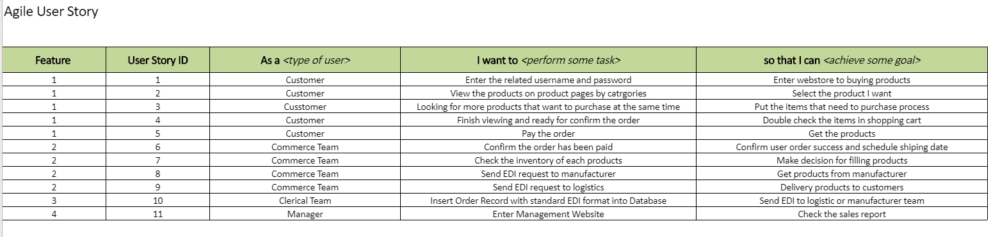 Agile User Story
Feature User Story ID As a <type of user> I want to <perform some task> so that I can <achieve some goal>
1 1 Customer Enter the related username and password Enter webstore to buying products
1 2 Customer View the products on product pages by catrgories Select the product I want
1 3 Cusstomer Looking for more products that want to purchase at the same time Put the items that need to purchase process
1 4 Customer Finish viewing and ready for confirm the order Double check the items in shopping cart
1 5 Customer Pay the order Get the products
2 6 Commerce Team Confirm the order has been paid Confirm user order success and schedule shiping date
2 7 Commerce Team Check the inventory of each products Make decision for filling products
2 8 Commerce Team Send EDI request to manufacturer Get products from manufacturer
2 9 Commerce Team Send EDI request to logistics Delivery products to customers
3 10 Clerical Team Insert Order Record with standard EDI format into Database Send EDI to logistic or manufacturer team
4 11 Manager Enter Management Website Check the sales report